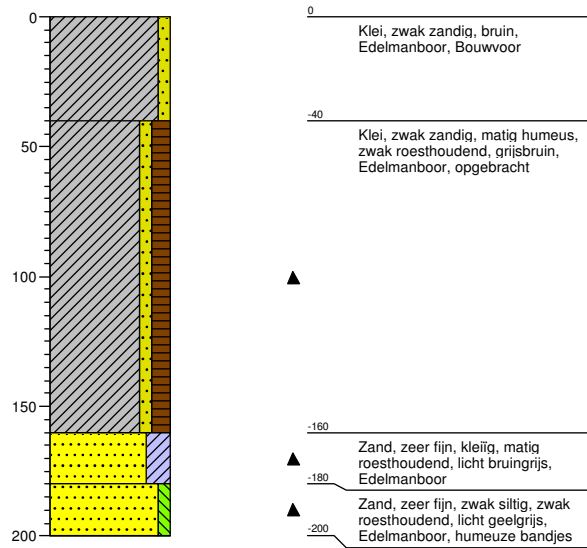 0
50
100
150
200
0
Klei, zwak zandig, bruin,
Edelmanboor, Bouwvoor
-40
Klei, zwak zandig, matig humeus,
zwak roesthoudend, grijsbruin,
Edelmanboor, opgebracht
-160
Zand, zeer fijn, kleiïg, matig
roesthoudend, licht bruingrijs,
Edelmanboor
-180
Zand, zeer fijn, zwak siltig, zwak
roesthoudend, licht geelgrijs,
Edelmanboor, humeuze bandjes
-200